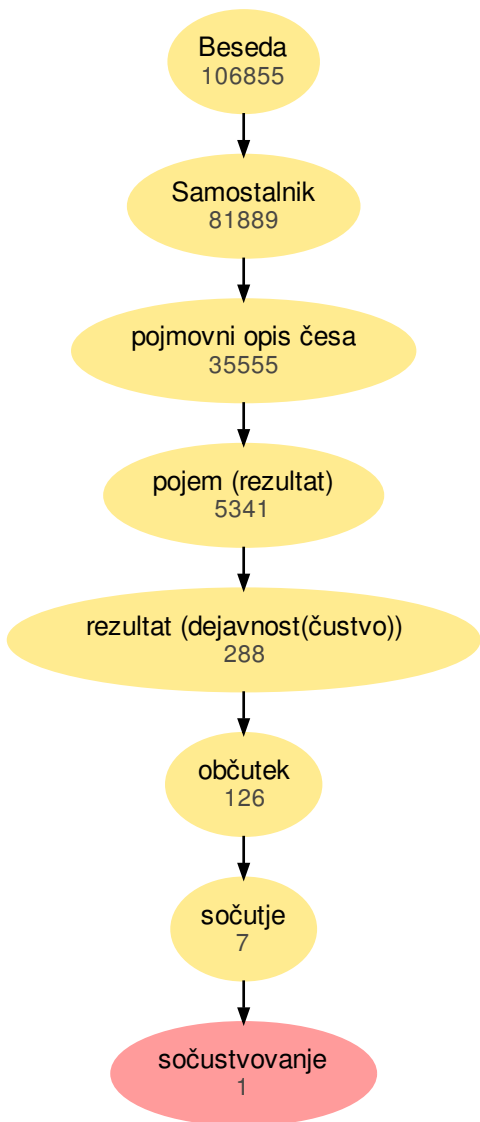 Beseda
106855
Samostalnik
81889
pojmovni opis česa
35555
pojem (rezultat)
5341
rezultat (dejavnost(čustvo))
288
občutek
126
sočutje
7
sočustvovanje
1